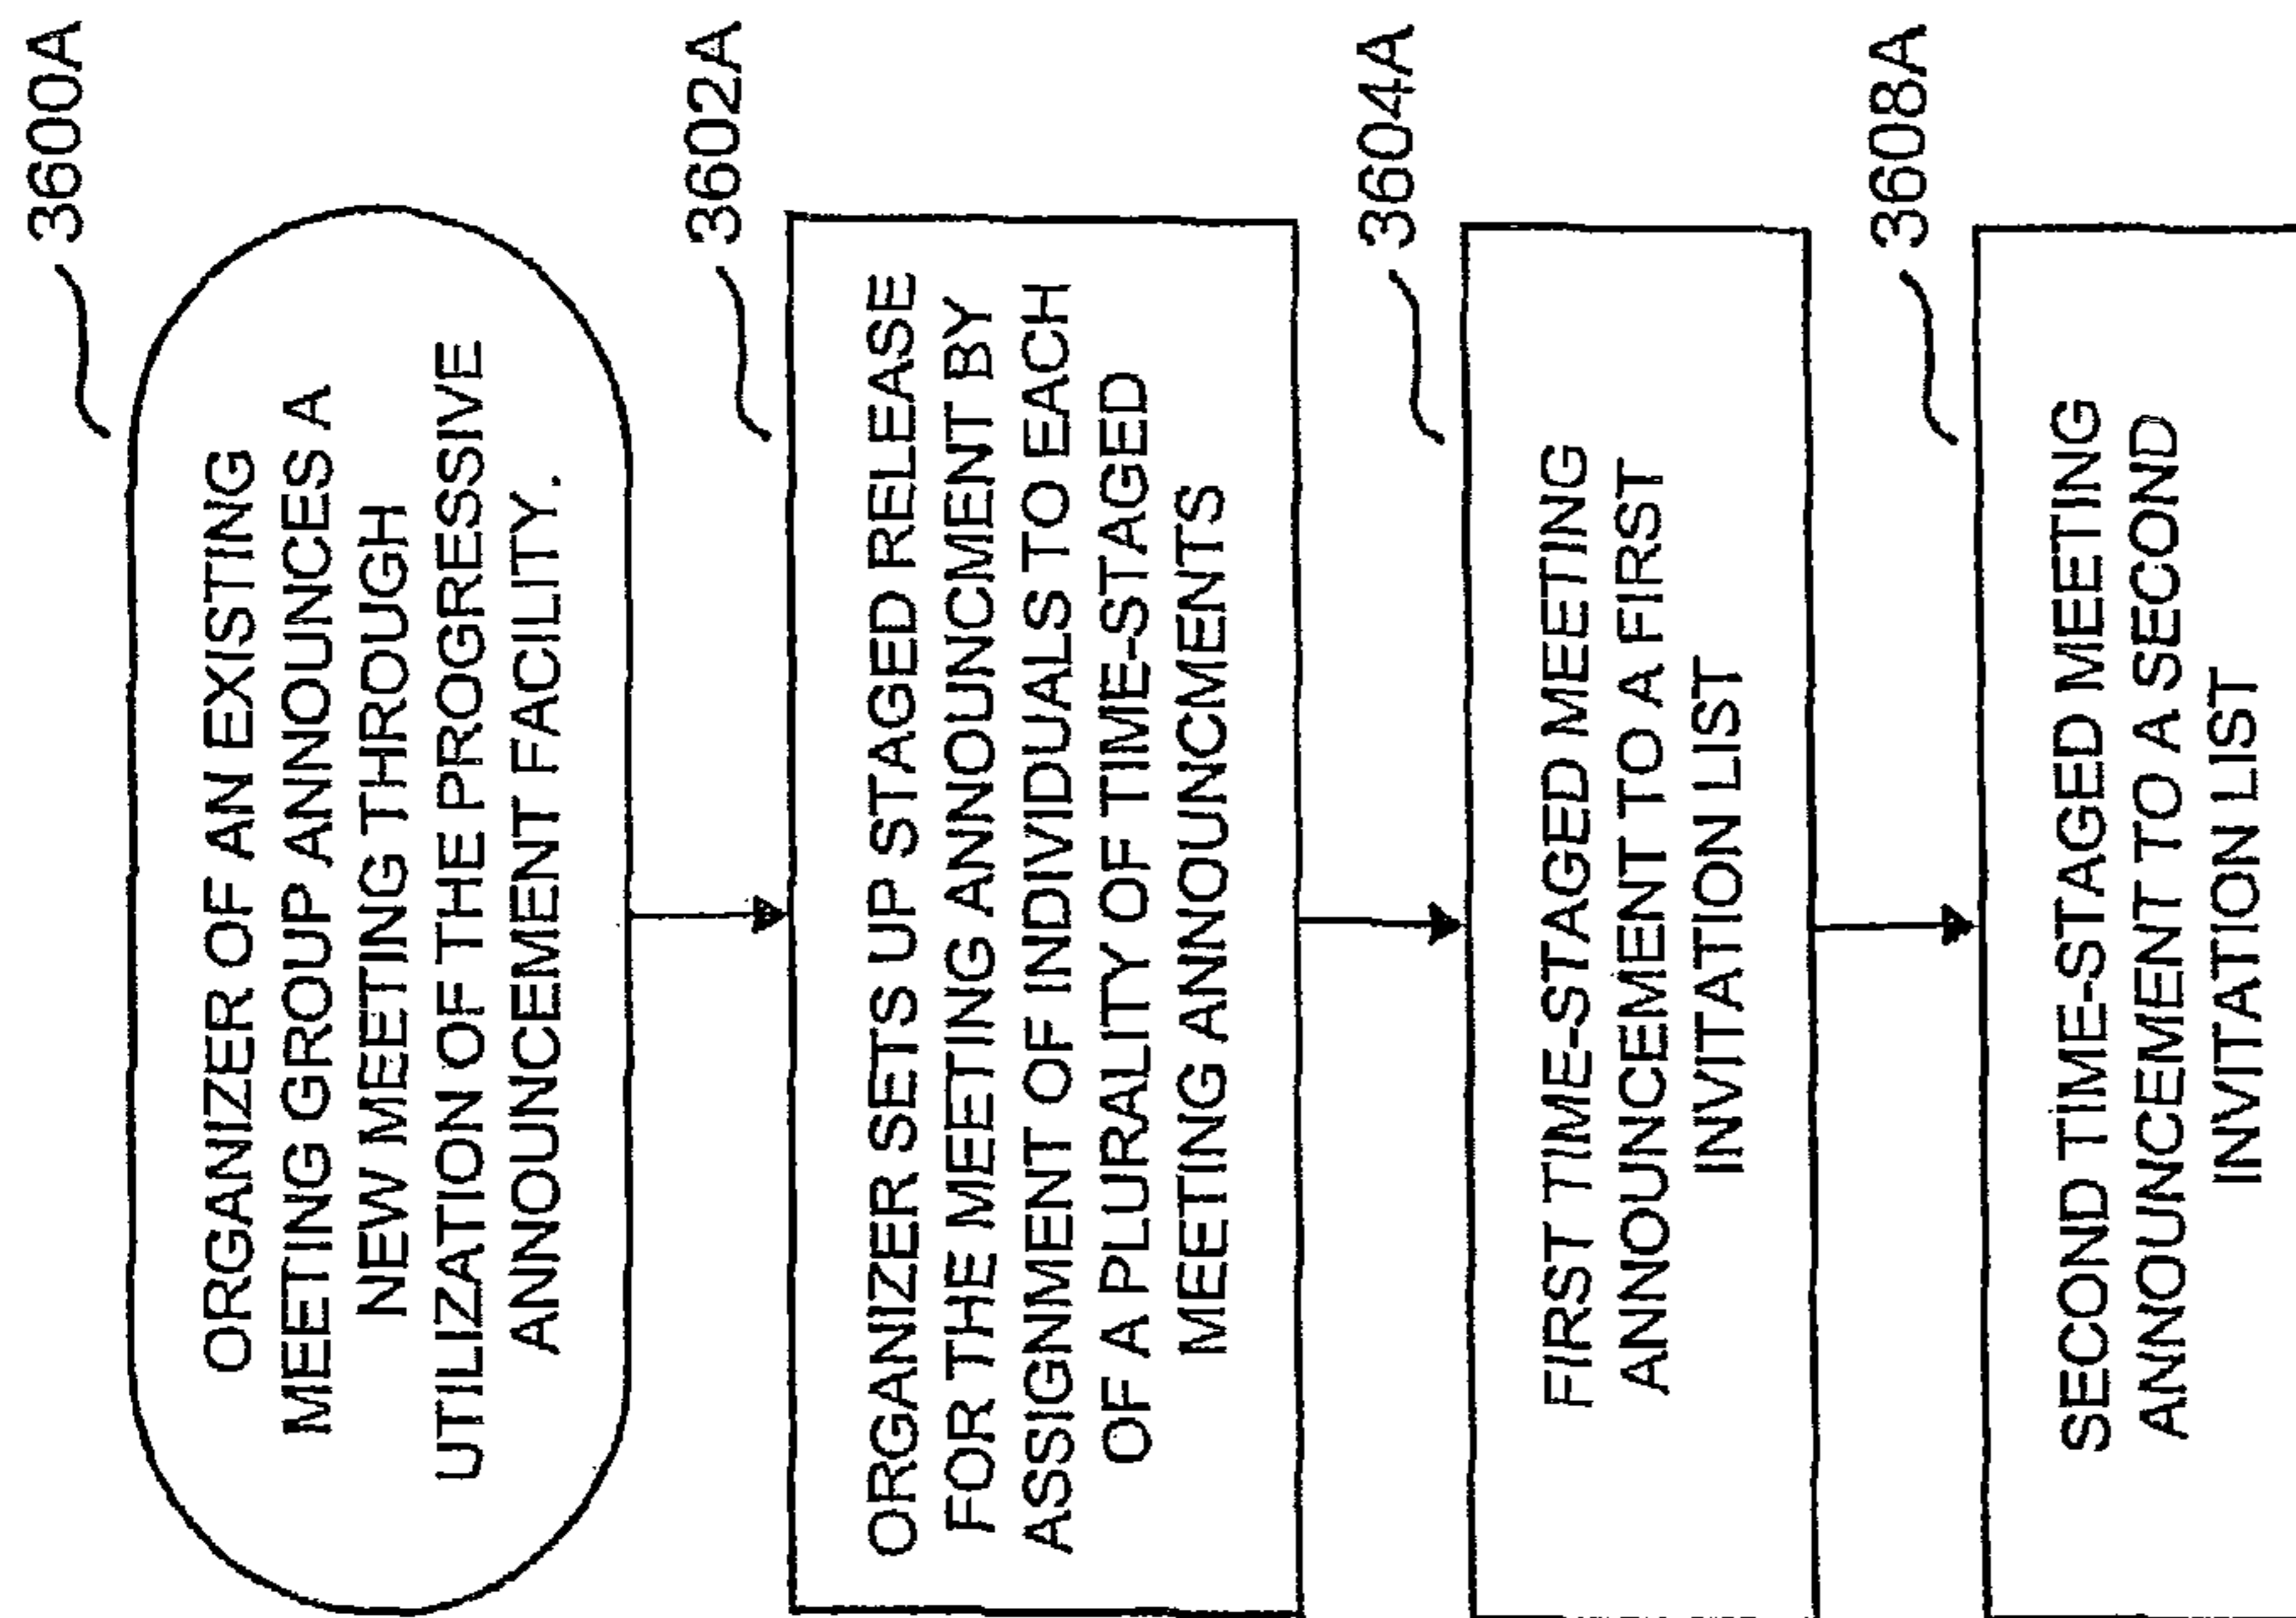 3600A
ORGANIZER OF AN EXISTING
MEETING GROUP ANNOUNCES A
NEW MEETING THROUGH
UTILIZATION OF THE PROGRESSIVE
ANNOUNCEMENT FACILITY.
3602A
ORGANIZER SETS UP STAGED RELEASE
FOR THE MEETING ANNOUNCMENT BY
ASSIGNMENT OF INDIVIDUALS TO EACH
OF A PLURALITY OF TIME-STAGED
MEETING ANNOUNCMENTS
3604A
FIRST TIME-STAGED MEETING
ANNOUNCEMENT TO A FIRST
INVITATION LIST
3608A
SECOND TIME-STAGED MEETING
ANNOUNCEMENT TO A SECOND
INVITATION LIST